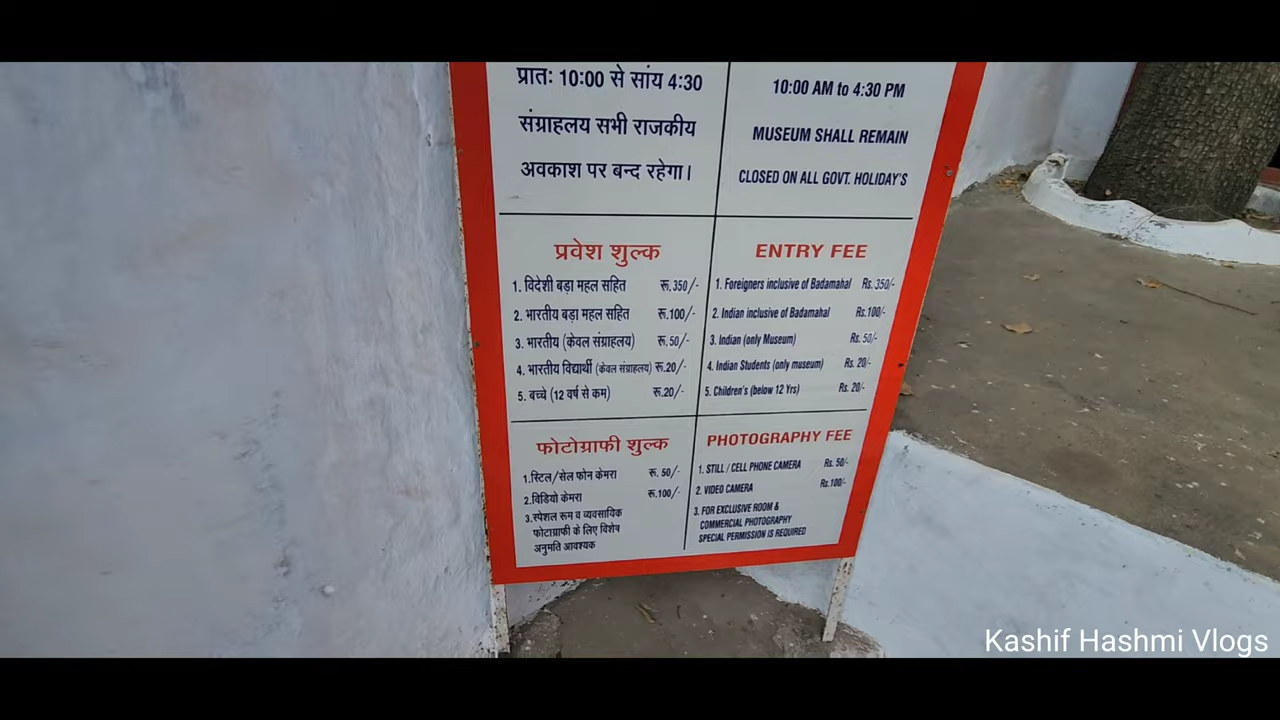 प्रातः 10:00 से सांय 4:30
संग्राहलय सभी राजकीय
अवकाश पर बन्द रहेगा।
10:00 AM to 4:30 PM
MUSEUM SHALL REMAIN
CLOSED ON ALL GOVT. HOLIDAY'S
प्रवेश शुल्क
1. विदेशी बड़ा महल सहित रू.350/-
2. भारतीय बड़ा महल सहित रू.100/-
3. भारतीय (केवल संग्राहलय) रू.50/-
4. भारतीय विद्यार्थी (केवल संग्राहलय) रू.20/-
5. बच्चे (12 वर्ष से कम) रू.20/-
ENTRY FEE
1. Foreigners inclusive of Badamahal Rs. 350/-
2. Indian inclusive of Badamahal Rs.100/-
3. Indian (only Museum) Rs. 50/-
4. Indian Students (only museum) Rs. 20/-
5. Children's (below 12 Yrs) Rs. 20/-
फोटोग्राफी शुल्क
1.स्टिल/सेल फोन केमरा रू. 50/-
2.विडियो केमरा रू.100/-
3.स्पेशल रूम व व्यवसायिक
फोटाग्राफी के लिए विशेष
अनुमति आवश्यक
PHOTOGRAPHY FEE
1. STILL / CELL PHONE CAMERA Rs. 50/-
2. VIDEO CAMERA Rs.100/-
3. FOR EXCLUSIVE ROOM &
COMMERCIAL PHOTOGRAPHY
SPECIAL PERMISSION IS REQUIRED
Kashif Hashmi Vlogs